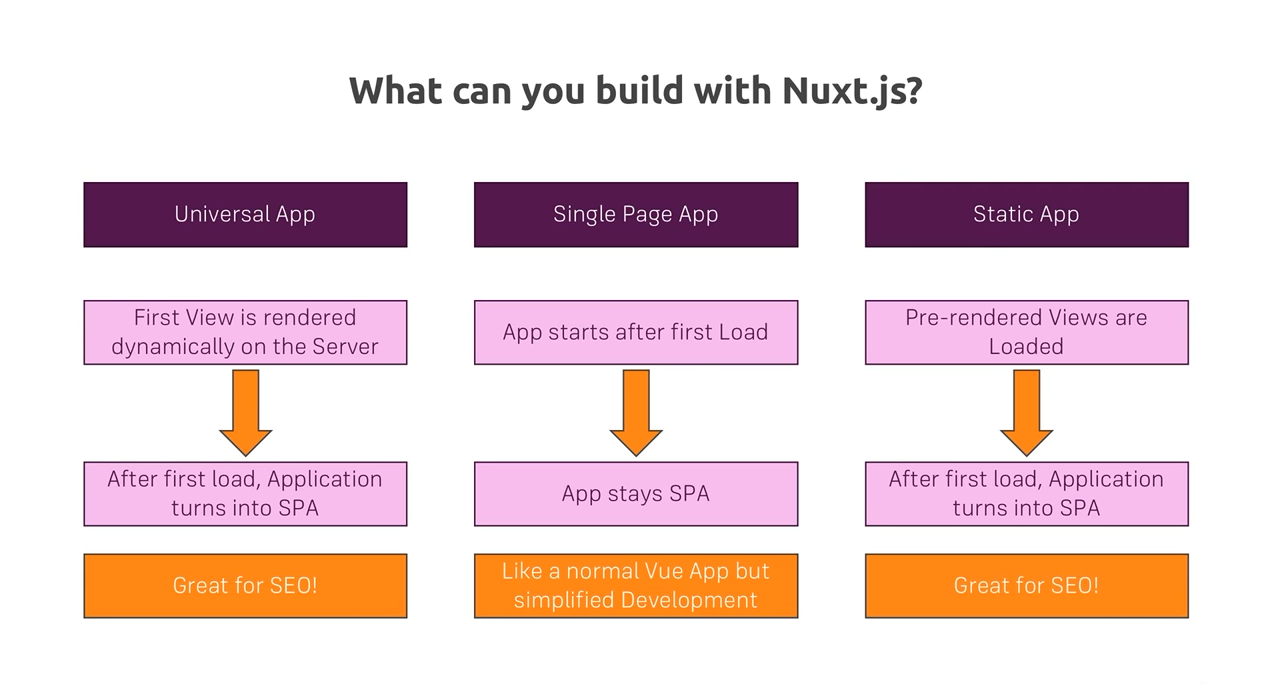 What can you build with Nuxt.js?
Universal App
First View is rendered
dynamically on the Server
After first load, Application
turns into SPA
Great for SEO!
Single Page App
App starts after first Load
App stays SPA
Like a normal Vue App but
simplified Development
Static App
Pre-rendered Views are
Loaded
After first load, Application
turns into SPA
Great for SEO!